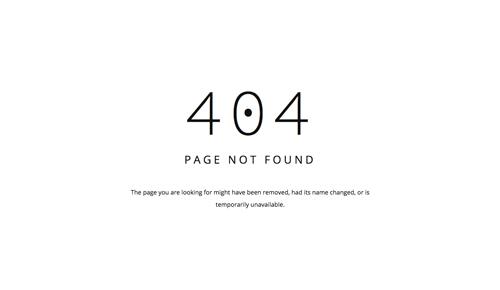 404
PAGE NOT FOUND
The page you are looking for might have been removed, had its name changed, or is
temporarily unavailable.